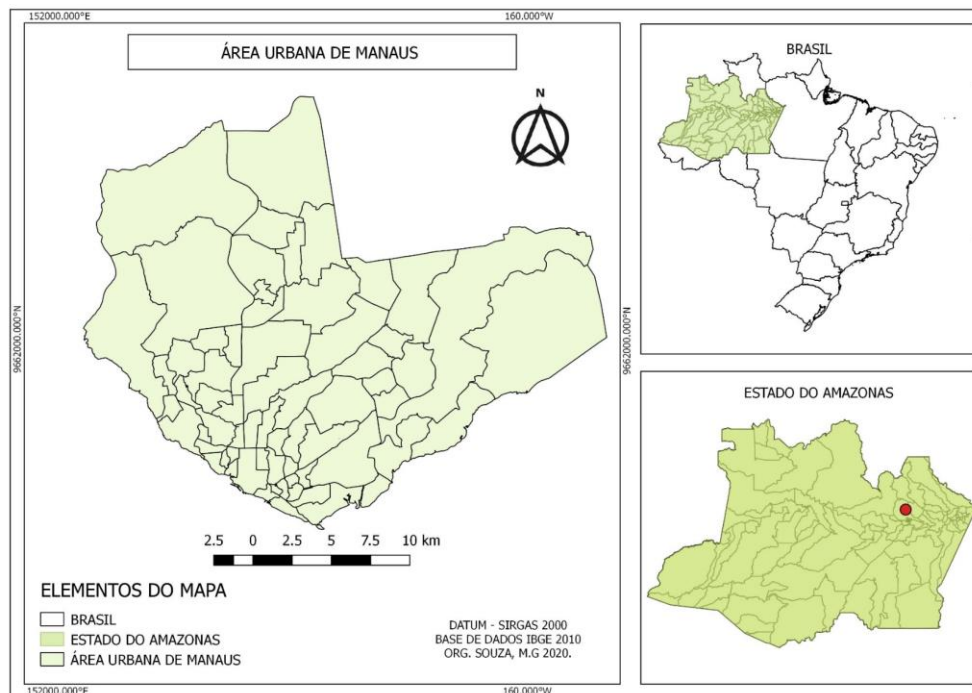 152000.000°E
160.000°W
ÁREA URBANA DE MANAUS
N
9662000.000°N
9662000.000°N
2.5 0 2.5 5 7.5 10 km
ELEMENTOS DO MAPA
BRASIL
ESTADO DO AMAZONAS
ÁREA URBANA DE MANAUS
DATUM - SIRGAS 2000
BASE DE DADOS IBGE 2010
ORG. SOUZA, M.G 2020.
152000.000°E
160.000°W
BRASIL
ESTADO DO AMAZONAS